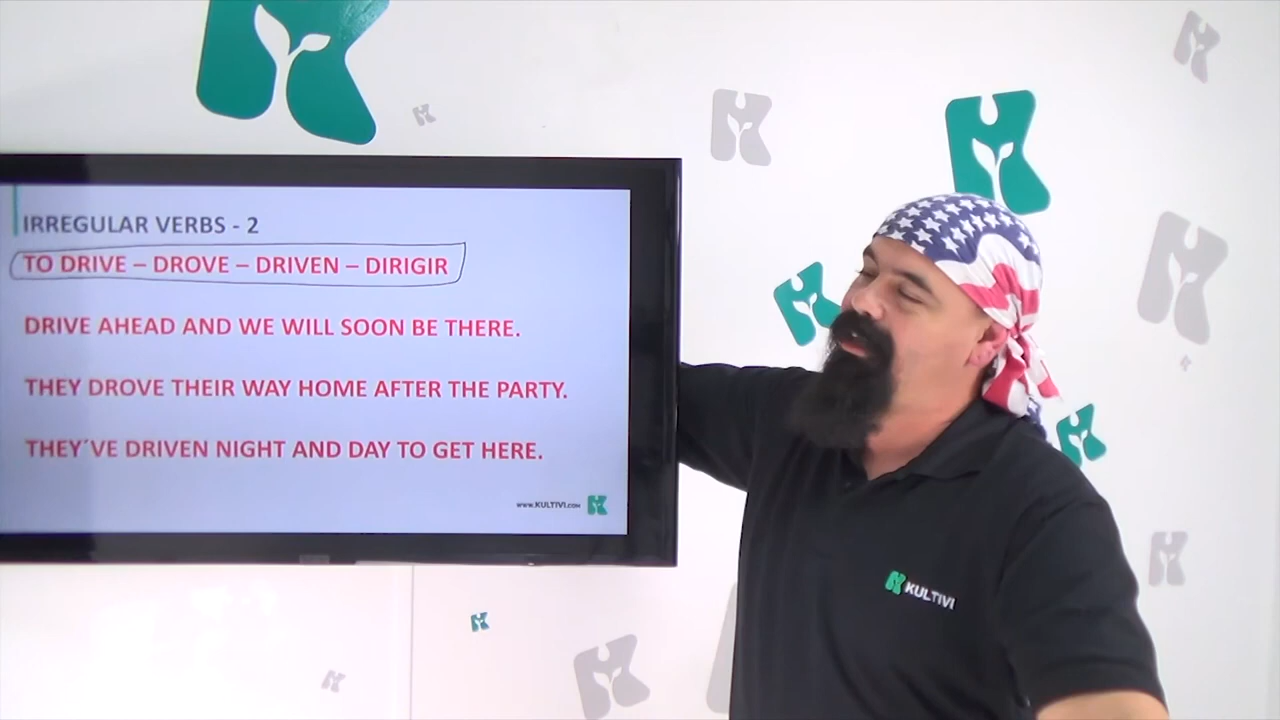 IRREGULAR VERBS - 2
TO DRIVE – DROVE – DRIVEN – DIRIGIR
DRIVE AHEAD AND WE WILL SOON BE THERE.
THEY DROVE THEIR WAY HOME AFTER THE PARTY.
THEY´VE DRIVEN NIGHT AND DAY TO GET HERE.
www.KULTIVI.COM
KULTIVI